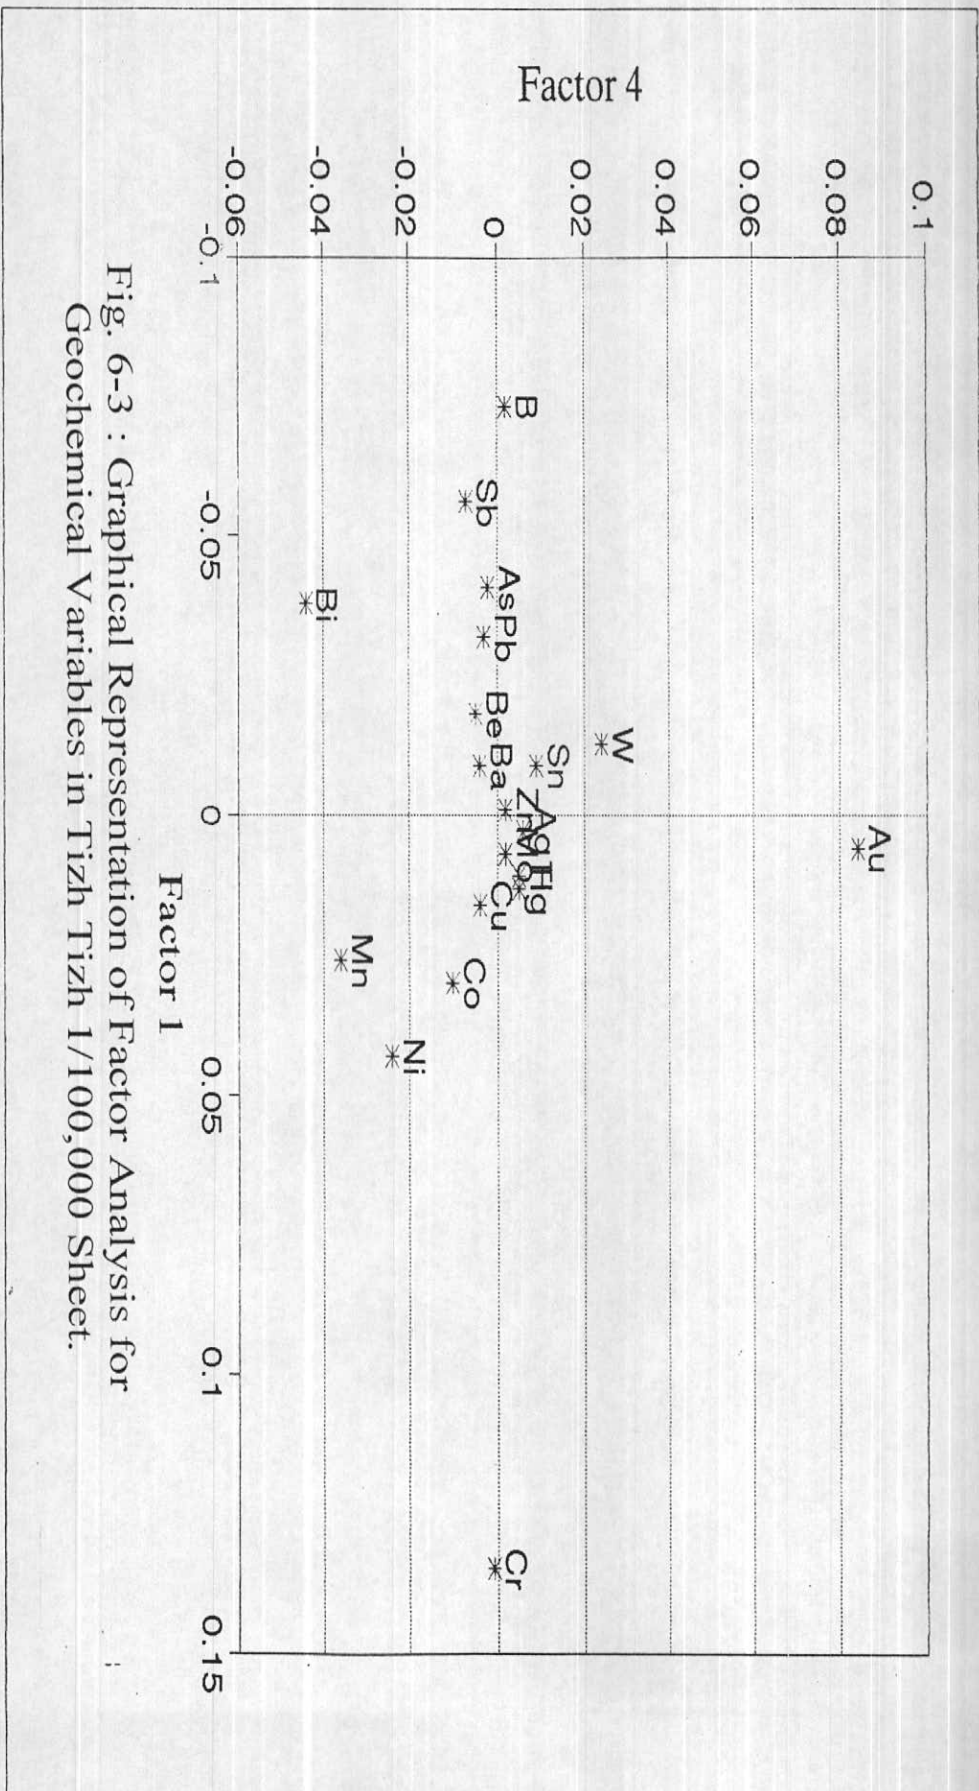 Factor 4
0.1
0.08
0.06
0.04
0.02
0
-0.02
-0.04
-0.06
-0.1
-0.05
0
0.05
0.1
0.15
Au
W
Sn
B
Sb
As
Pb
Be
Ba
Zn
Ag
Mo
Hg
Cu
Co
Mn
Ni
Bi
Cr
Factor 1
Fig. 6-3 : Graphical Representation of Factor Analysis for
Geochemical Variables in Tizh Tizh 1/100,000 Sheet.